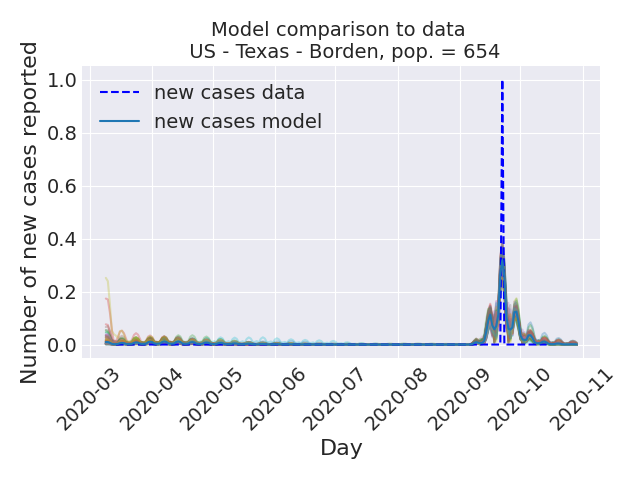 Model comparison to data
US - Texas - Borden, pop. = 654
Number of new cases reported
1.0
0.8
0.6
0.4
0.2
0.0
new cases data
new cases model
2020-03
2020-04
2020-05
2020-06
2020-07
2020-08
2020-09
2020-10
2020-11
Day